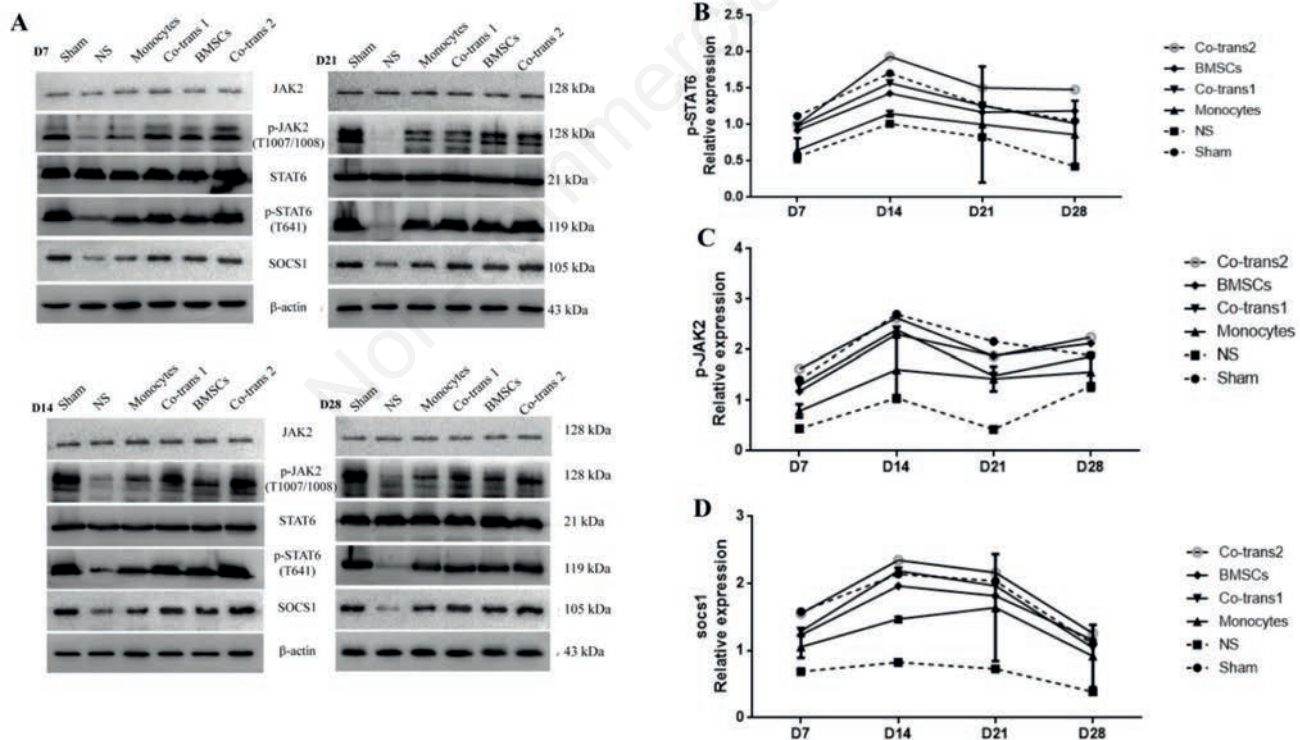 A
D7
Sham
NS
Monocytes
Co-trans 1
BMSCs
Co-trans 2
JAK2
p-JAK2
(T1007/1008)
STAT6
p-STAT6
(T641)
SOCS1
β-actin
D21
Sham
NS
Monocytes
Co-trans 1
BMSCs
Co-trans 2
128 kDa
128 kDa
21 kDa
119 kDa
105 kDa
43 kDa
D14
Sham
NS
Monocytes
Co-trans 1
BMSCs
Co-trans 2
JAK2
p-JAK2
(T1007/1008)
STAT6
p-STAT6
(T641)
SOCS1
β-actin
D28
Sham
NS
Monocytes
Co-trans 1
BMSCs
Co-trans 2
128 kDa
128 kDa
21 kDa
119 kDa
105 kDa
43 kDa
B
p-STAT6
Relative expression
2.5
2.0
1.5
1.0
0.5
0.0
D7 D14 D21 D28
Co-trans2
BMSCs
Co-trans1
Monocytes
NS
Sham
C
p-JAK2
Relative expression
4
3
2
1
0
D7 D14 D21 D28
Co-trans2
BMSCs
Co-trans1
Monocytes
NS
Sham
D
socs1
Relative expression
3
2
1
0
D7 D14 D21 D28
Co-trans2
BMSCs
Co-trans1
Monocytes
NS
Sham